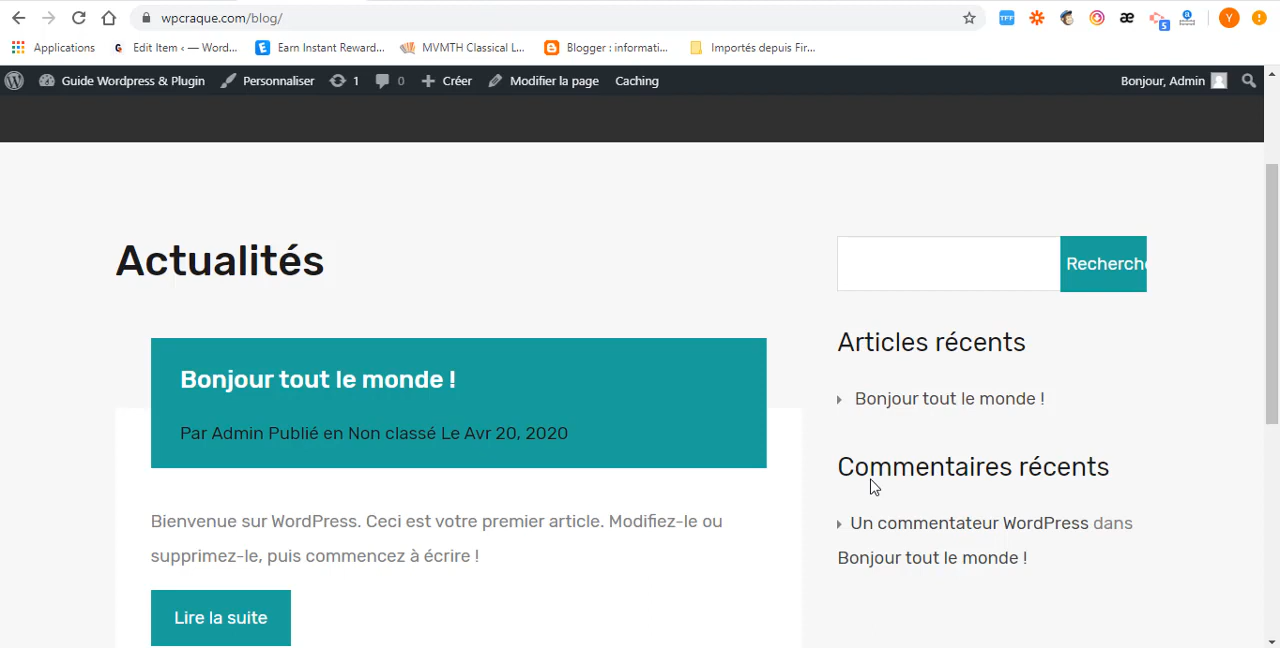 wpcraque.com/blog/
TFF
æ
5
Y
Applications
Edit Item ‹ — Word...
Earn Instant Reward...
MVMTH Classical L...
Blogger : informati...
Importés depuis Fir...
Guide Wordpress & Plugin
Personnaliser
1
0
Créer
Modifier la page
Caching
Bonjour, Admin
Actualités
Recherche
Bonjour tout le monde !
Par Admin Publié en Non classé Le Avr 20, 2020
Bienvenue sur WordPress. Ceci est votre premier article. Modifiez-le ou
supprimez-le, puis commencez à écrire !
Lire la suite
Articles récents
Bonjour tout le monde !
Commentaires récents
Un commentateur WordPress dans
Bonjour tout le monde !